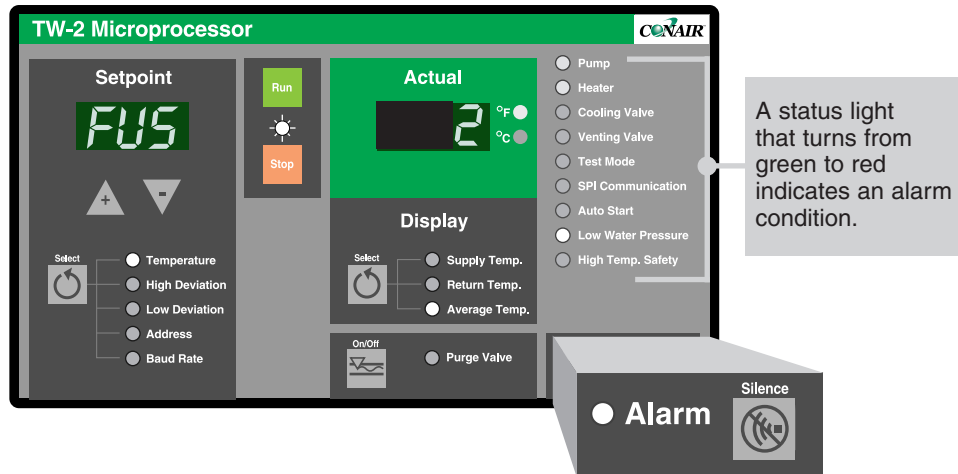 TW-2 Microprocessor
CONAIR
Setpoint
FUS
+
-
Select
Temperature
High Deviation
Low Deviation
Address
Baud Rate
Run
Stop
Actual
2
°F
°C
Display
Select
Supply Temp.
Return Temp.
Average Temp.
On/Off
Purge Valve
Pump
Heater
Cooling Valve
Venting Valve
Test Mode
SPI Communication
Auto Start
Low Water Pressure
High Temp. Safety
A status light
that turns from
green to red
indicates an alarm
condition.
Alarm
Silence